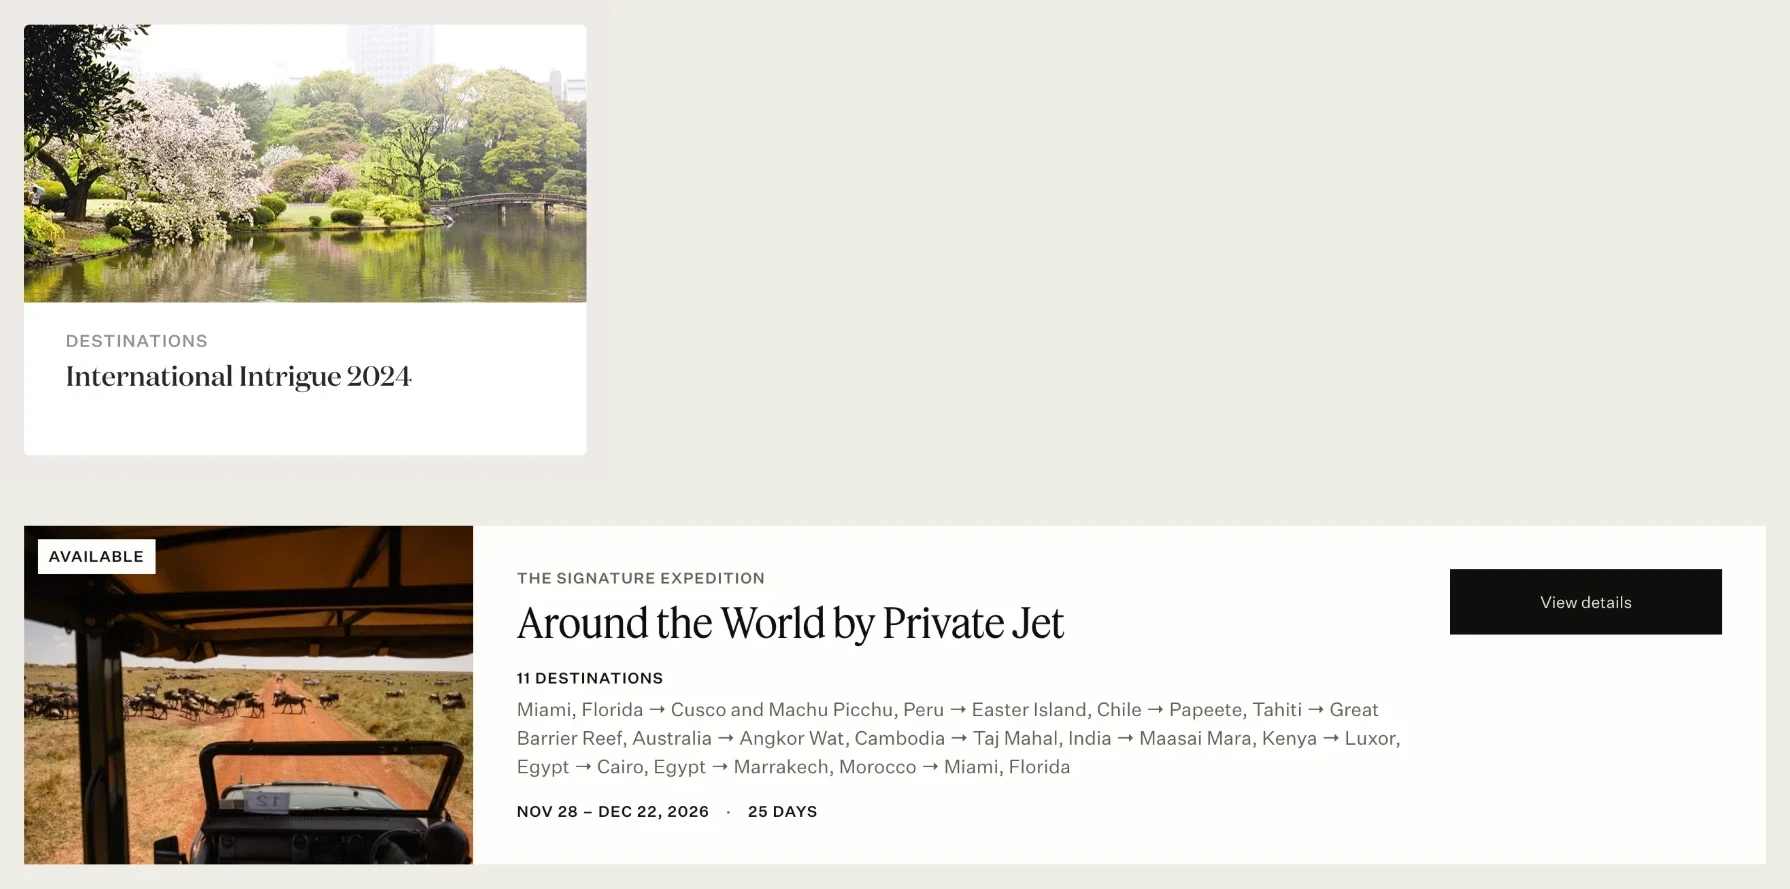 DESTINATIONS
International Intrigue 2024
AVAILABLE
THE SIGNATURE EXPEDITION
Around the World by Private Jet
11 DESTINATIONS
Miami, Florida → Cusco and Machu Picchu, Peru → Easter Island, Chile → Papeete, Tahiti → Great
Barrier Reef, Australia → Angkor Wat, Cambodia → Taj Mahal, India → Maasai Mara, Kenya → Luxor,
Egypt → Cairo, Egypt → Marrakech, Morocco → Miami, Florida
NOV 28 – DEC 22, 2026 · 25 DAYS
View details
12